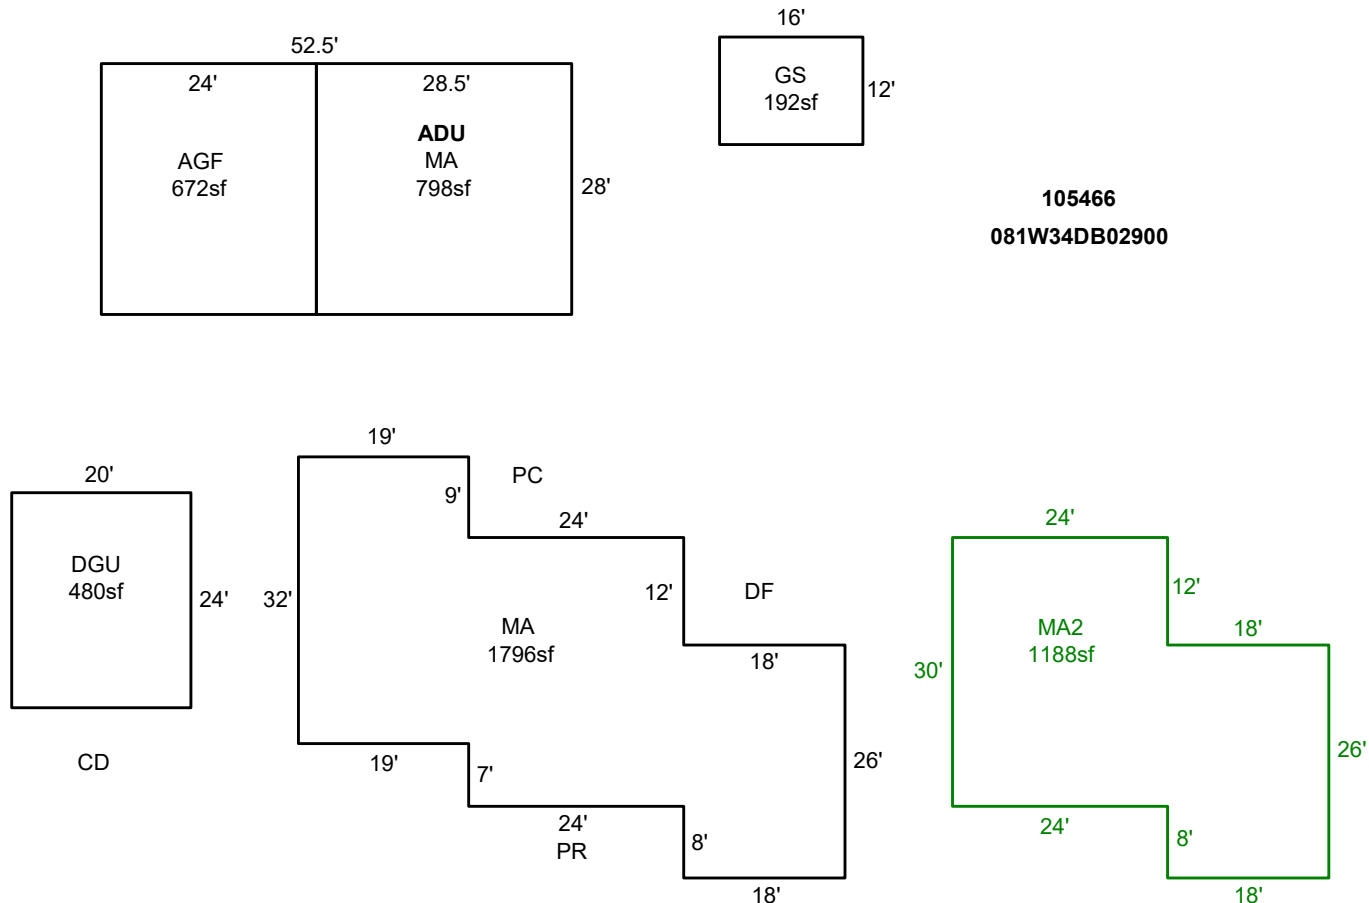 52.5'
24'
28.5'
AGF
672sf
ADU
MA
798sf
28'
16'
GS
192sf
12'
105466
081W34DB02900
20'
DGU
480sf
24'
CD
19'
9'
PC
24'
32'
12'
DF
MA
1796sf
18'
19'
7'
24'
PR
8'
26'
18'
24'
12'
MA2
1188sf
18'
30'
26'
24'
8'
18'